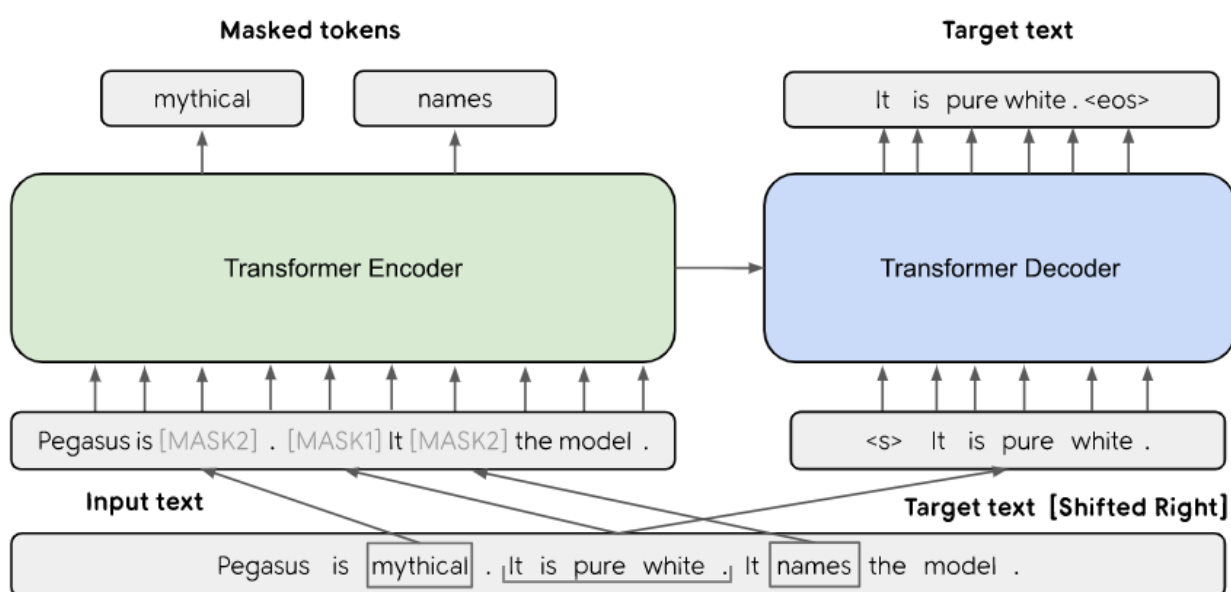 Masked tokens Target text
mythical names It is pure white . <eos>
Transformer Encoder Transformer Decoder
Pegasus is [MASK2] . [MASK1] It [MASK2] the model . <s> It is pure white .
Input text Target text [Shifted Right]
Pegasus is mythical . It is pure white . It names the model .